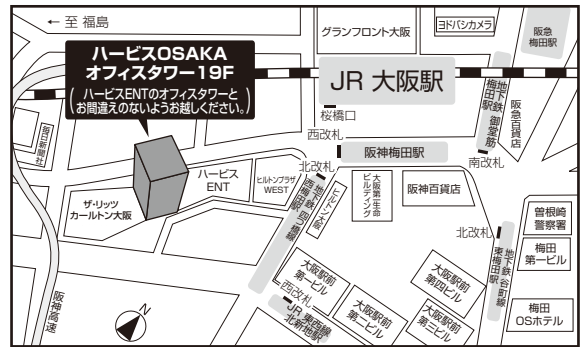 ← 至 福島
ハービスOSAKA
オフィスタワー19F
(ハービスENTのオフィスタワーと
お間違えのないようお越しください。)
グランフロント大阪
ヨドバシカメラ
阪急
梅田駅
JR 大阪駅
桜橋口
西改札
地下鉄 御堂筋
梅田駅
阪急百貨店
毎日新聞社
阪神梅田駅
南改札
北改札
ハービス
ENT
ヒルトンプラザ
WEST
地下鉄 四つ橋線
西梅田駅
ヒルトン大阪
大阪第一生命
ビルディング
阪神百貨店
ザ・リッツ
カールトン大阪
北改札
曽根崎
警察署
梅田
第一ビル
地下鉄 谷町線
東梅田駅
大阪駅前
第一ビル
大阪駅前
第二ビル
大阪駅前
第三ビル
大阪駅前
第四ビル
西改札
JR 東西線
北新地駅
梅田
OSホテル
阪神高速
N